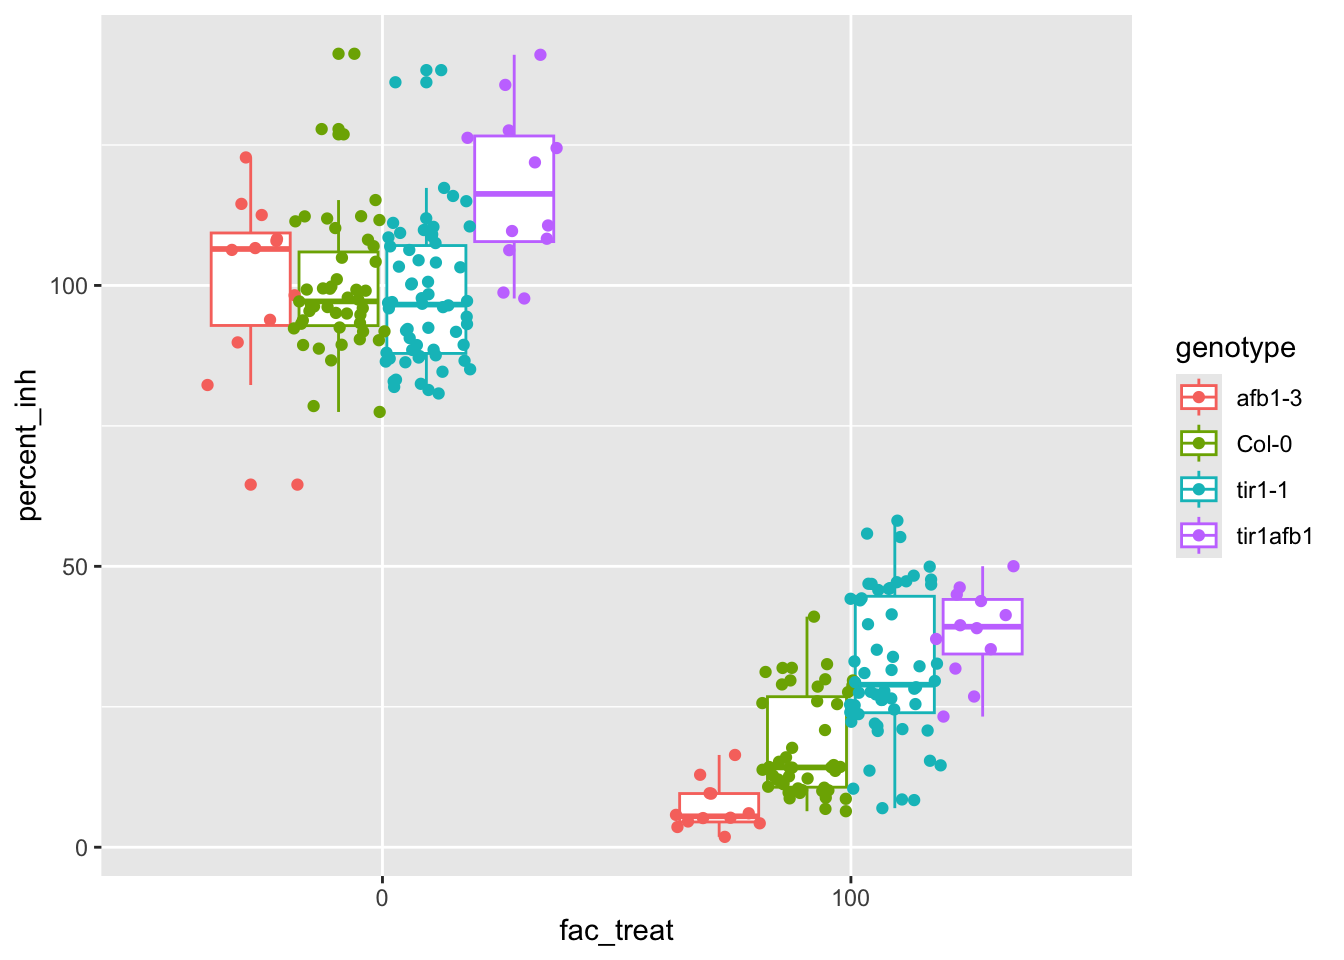 percent_inh
100
50
0
0
100
fac_treat
genotype
afb1-3
Col-0
tir1-1
tir1afb1